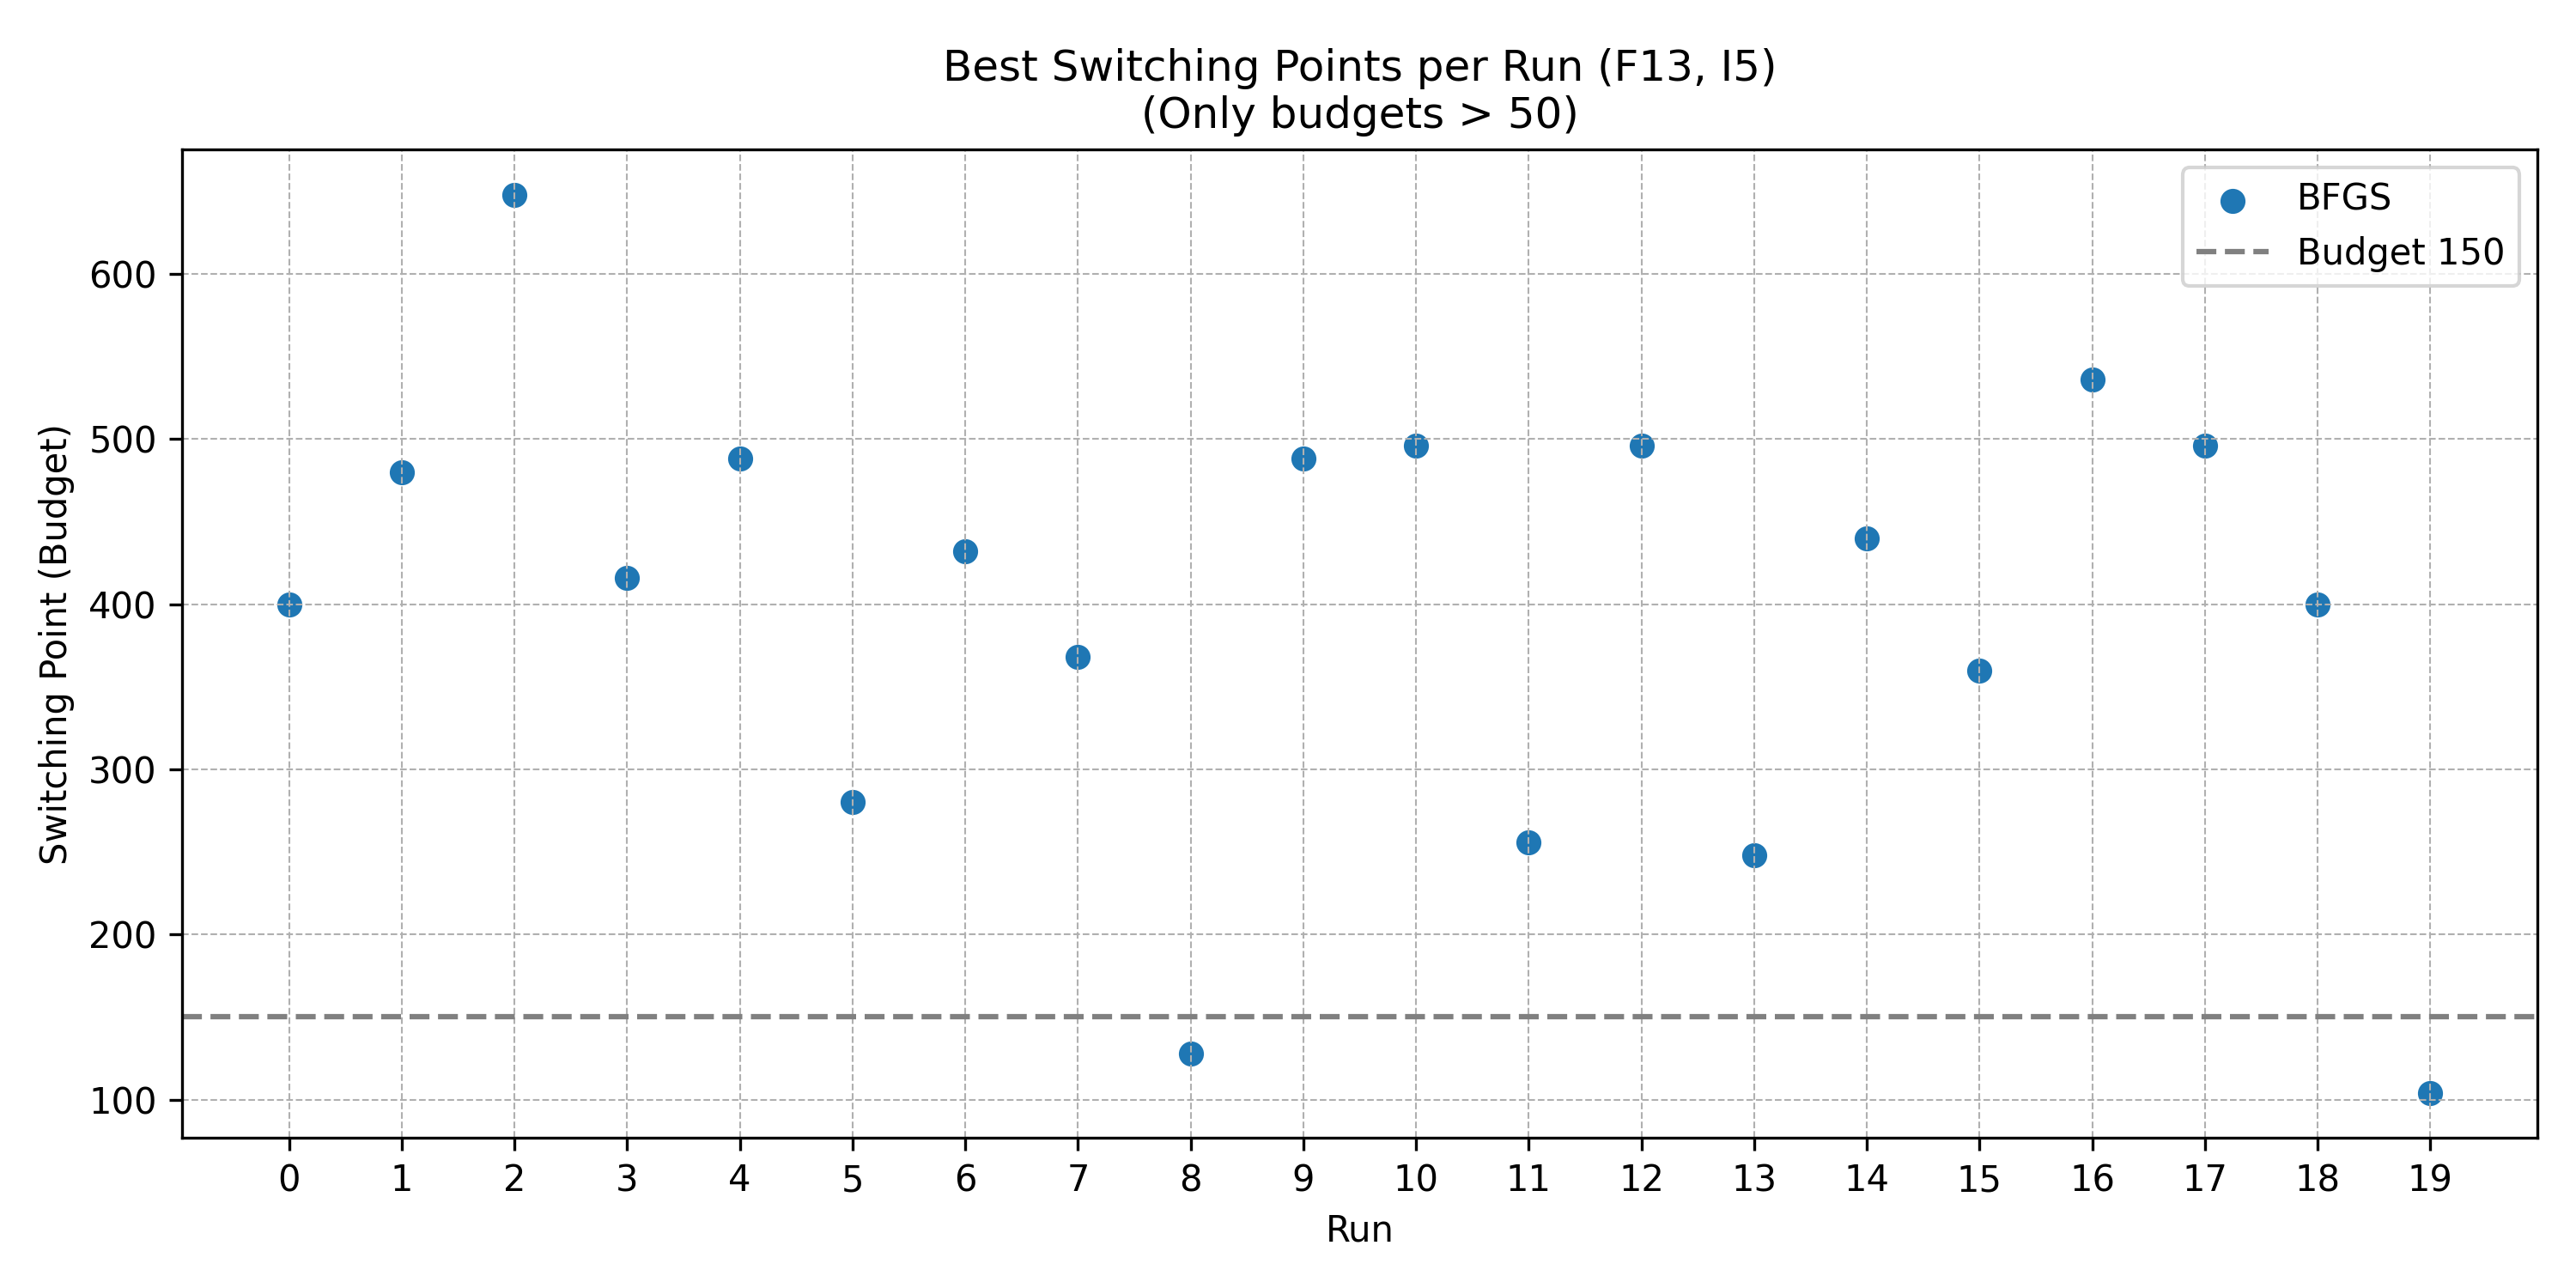 Best Switching Points per Run (F13, I5)
(Only budgets > 50)
BFGS
Budget 150
Switching Point (Budget)
600
500
400
300
200
100
0 1 2 3 4 5 6 7 8 9 10 11 12 13 14 15 16 17 18 19
Run